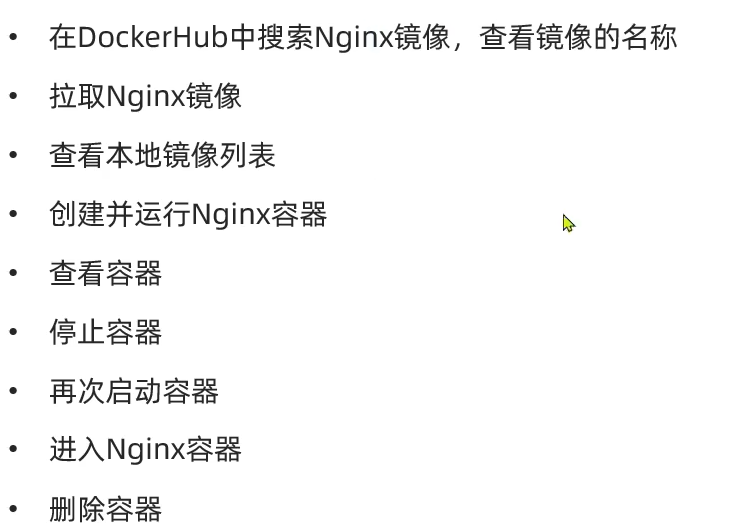 • 在DockerHub中搜索Nginx镜像，查看镜像的名称
• 拉取Nginx镜像
• 查看本地镜像列表
• 创建并运行Nginx容器
• 查看容器
• 停止容器
• 再次启动容器
• 进入Nginx容器
• 删除容器